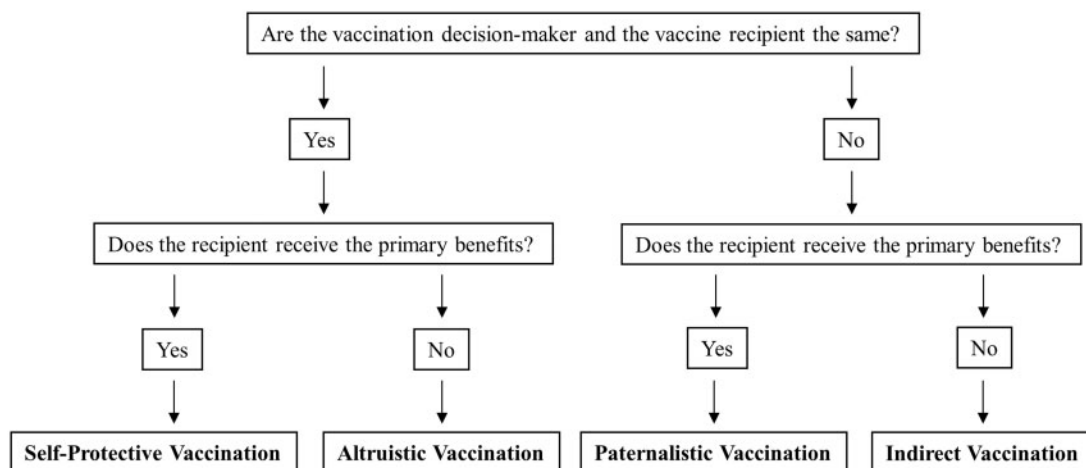 Are the vaccination decision-maker and the vaccine recipient the same?
Yes
No
Does the recipient receive the primary benefits?
Does the recipient receive the primary benefits?
Yes
No
Yes
No
Self-Protective Vaccination
Altruistic Vaccination
Paternalistic Vaccination
Indirect Vaccination